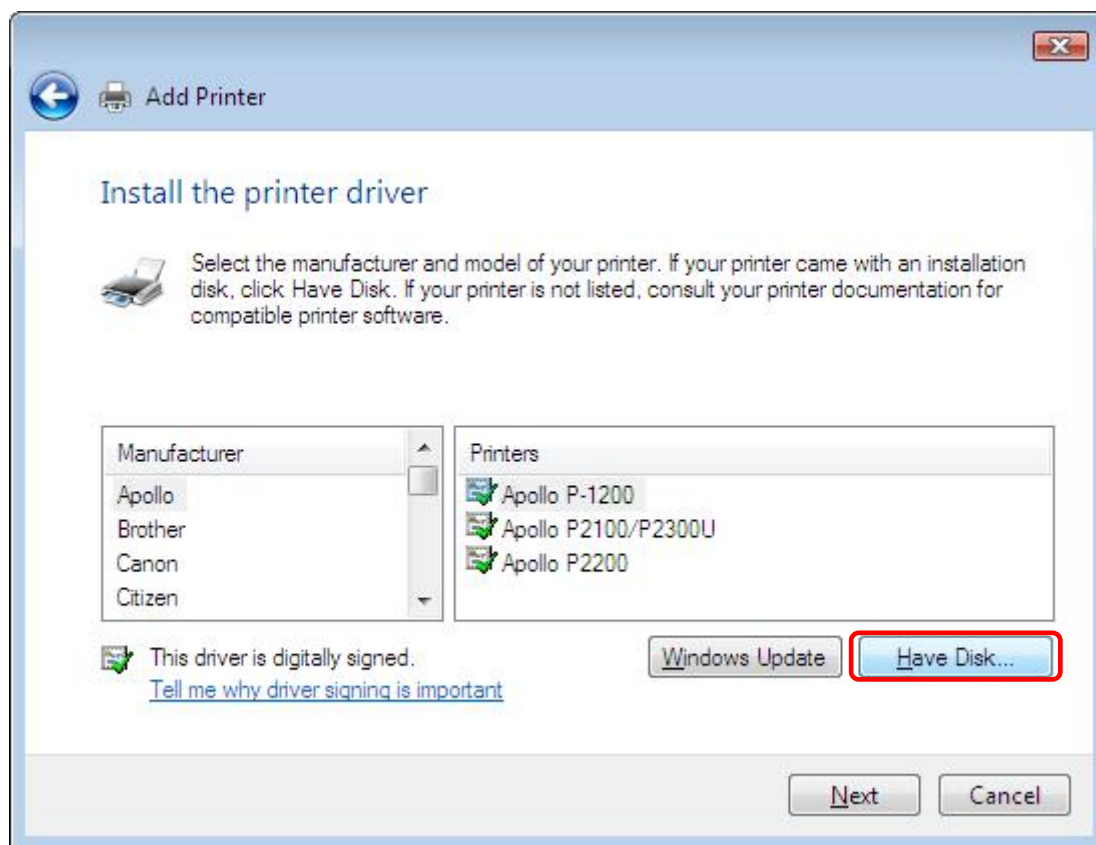 Add Printer
Install the printer driver
Select the manufacturer and model of your printer. If your printer came with an installation
disk, click Have Disk. If your printer is not listed, consult your printer documentation for
compatible printer software.
Manufacturer
Apollo
Brother
Canon
Citizen
Printers
Apollo P-1200
Apollo P2100/P2300U
Apollo P2200
This driver is digitally signed.
Tell me why driver signing is important
Windows Update
Have Disk...
Next
Cancel